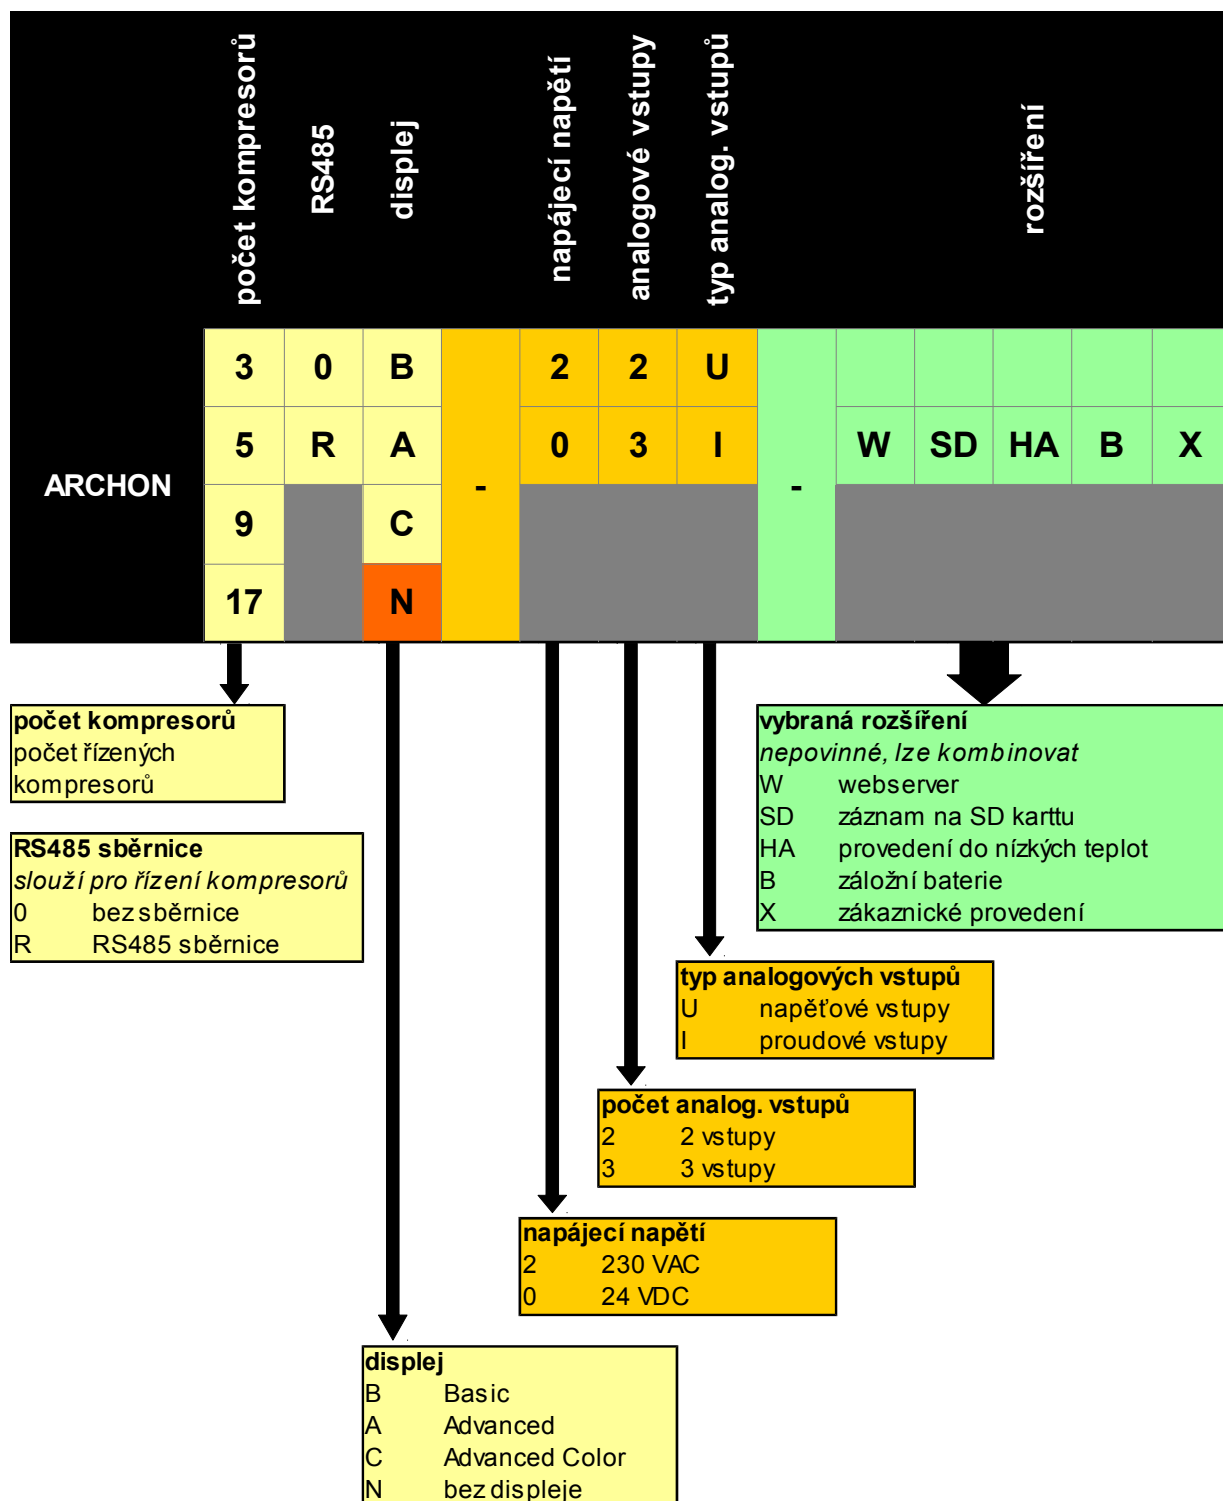 počet kompresorů
RS485
displej
napájecí napětí
analogové vstupy
typ analog. vstupů
rozšíření
3 0 B 2 2 U
5 R A 0 3 I W SD HA B X
ARCHON - -
9 C
17 N
počet kompresorů
počet řízených
kompresorů
RS485 sběrnice
slouží pro řízení kompresorů
0 bez sběrnice
R RS485 sběrnice
vybraná rozšíření
nepovinné, lze kombinovat
W webserver
SD záznam na SD karttu
HA provedení do nízkých teplot
B záložní baterie
X zákaznické provedení
typ analogových vstupů
U napěťové vstupy
I proudové vstupy
počet analog. vstupů
2 2 vstupy
3 3 vstupy
napájecí napětí
2 230 VAC
0 24 VDC
displej
B Basic
A Advanced
C Advanced Color
N bez displeje